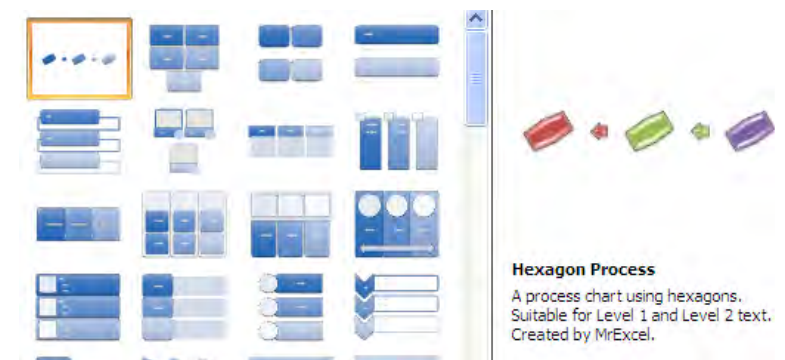 Hexagon Process
A process chart using hexagons.
Suitable for Level 1 and Level 2 text.
Created by MrExcel.